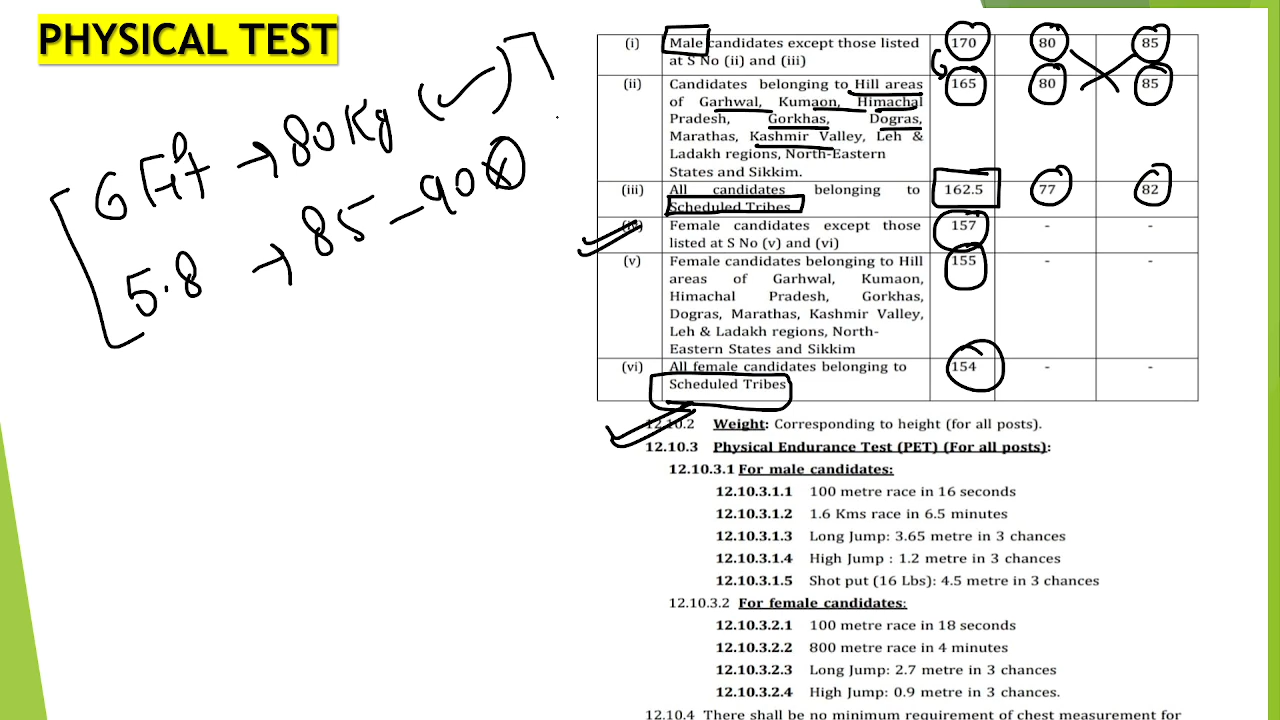 PHYSICAL TEST
6 Fit → 80 Kg (✓)
5.8 → 85 – 90
(i) Male candidates except those listed 170 80 85
at S No (ii) and (iii)
(ii) Candidates belonging to Hill areas 165 80 85
of Garhwal, Kumaon, Himachal
Pradesh, Gorkhas, Dogras,
Marathas, Kashmir Valley, Leh &
Ladakh regions, North-Eastern
States and Sikkim.
(iii) All candidates belonging to 162.5 77 82
Scheduled Tribes
(iv) Female candidates except those 157 - -
listed at S No (v) and (vi)
(v) Female candidates belonging to Hill 155 - -
areas of Garhwal, Kumaon,
Himachal Pradesh, Gorkhas,
Dogras, Marathas, Kashmir Valley,
Leh & Ladakh regions, North-
Eastern States and Sikkim
(vi) All female candidates belonging to 154 - -
Scheduled Tribes
12.10.2 Weight: Corresponding to height (for all posts).
12.10.3 Physical Endurance Test (PET) (For all posts):
12.10.3.1 For male candidates:
12.10.3.1.1 100 metre race in 16 seconds
12.10.3.1.2 1.6 Kms race in 6.5 minutes
12.10.3.1.3 Long Jump: 3.65 metre in 3 chances
12.10.3.1.4 High Jump : 1.2 metre in 3 chances
12.10.3.1.5 Shot put (16 Lbs): 4.5 metre in 3 chances
12.10.3.2 For female candidates:
12.10.3.2.1 100 metre race in 18 seconds
12.10.3.2.2 800 metre race in 4 minutes
12.10.3.2.3 Long Jump: 2.7 metre in 3 chances
12.10.3.2.4 High Jump: 0.9 metre in 3 chances.
12.10.4 There shall be no minimum requirement of chest measurement for